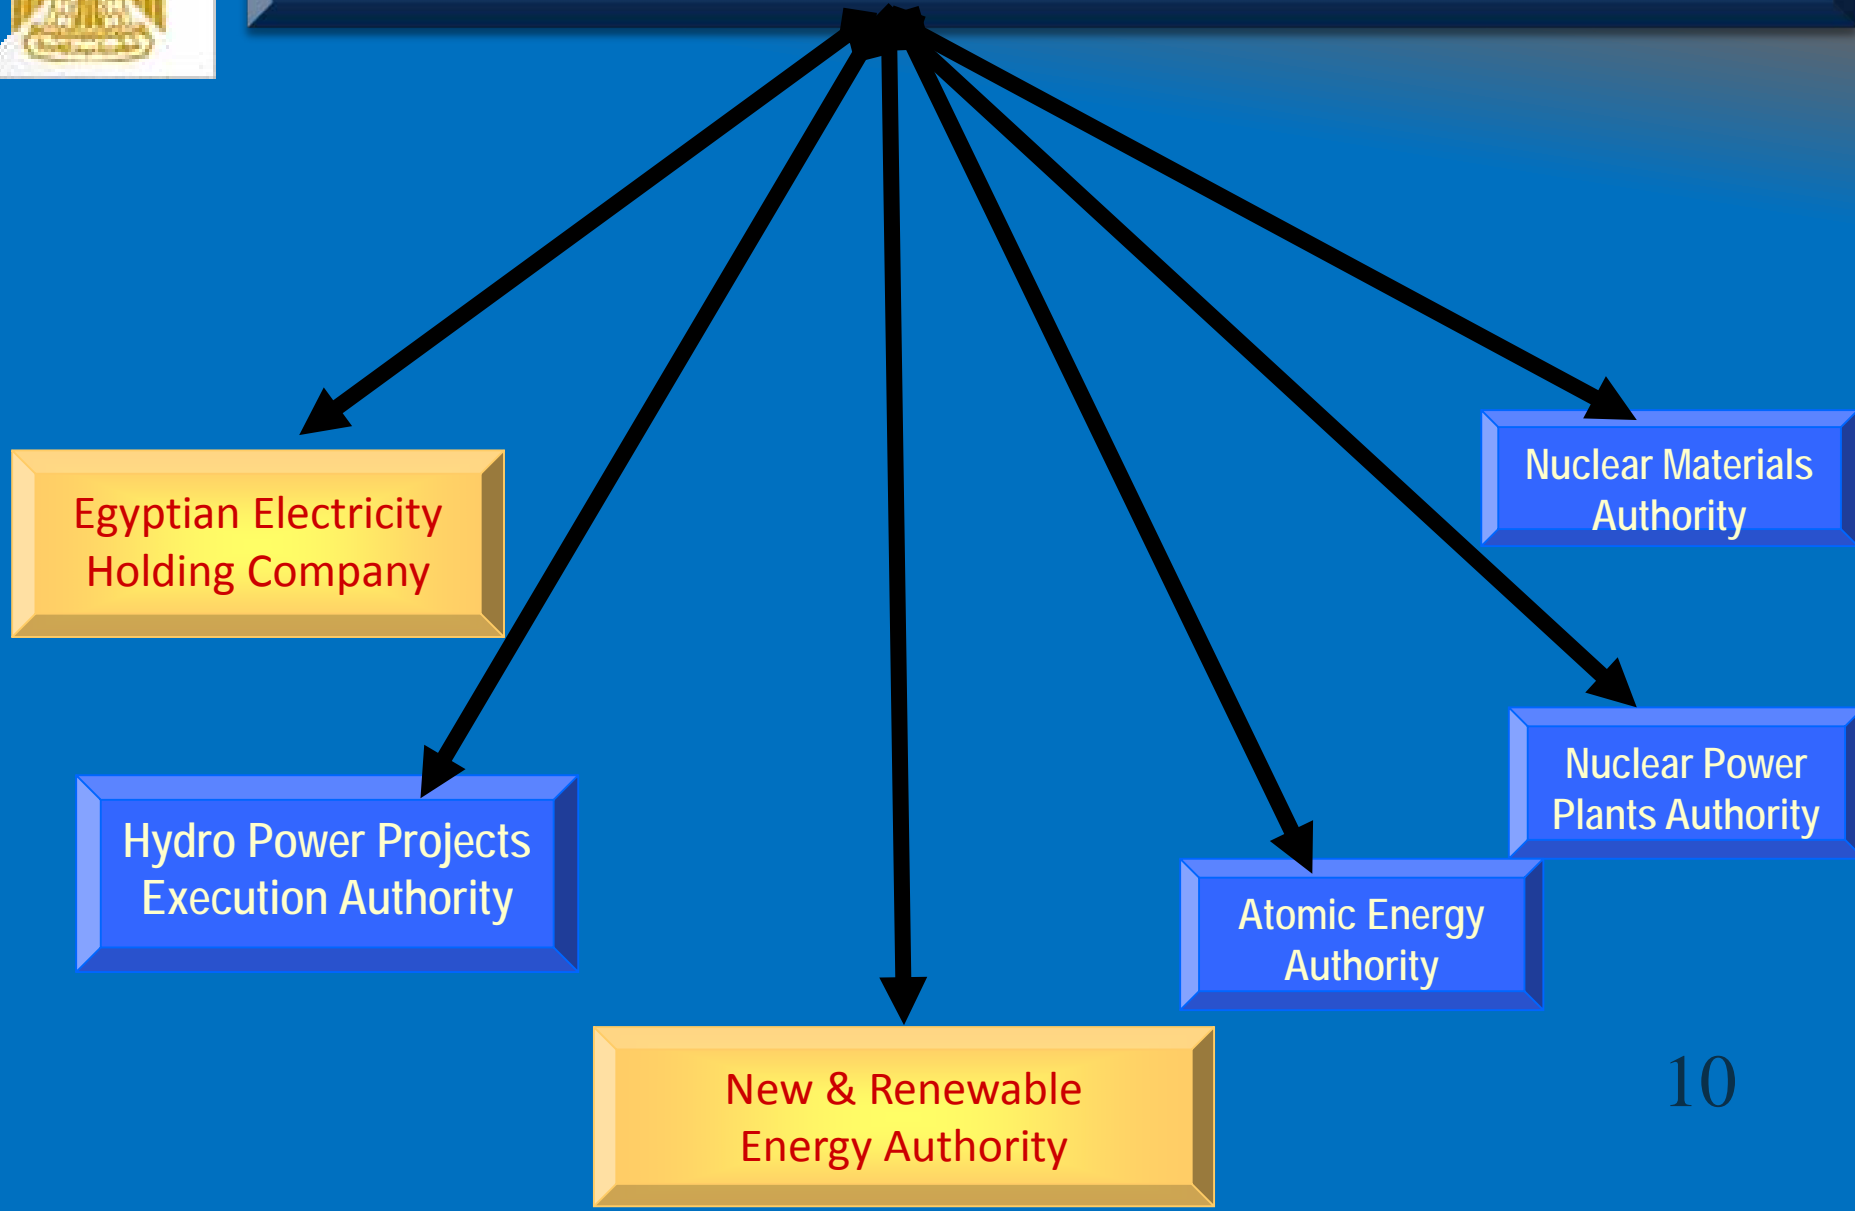 Egyptian Electricity
Holding Company
Nuclear Materials
Authority
Hydro Power Projects
Execution Authority
Nuclear Power
Plants Authority
Atomic Energy
Authority
New & Renewable
Energy Authority
10